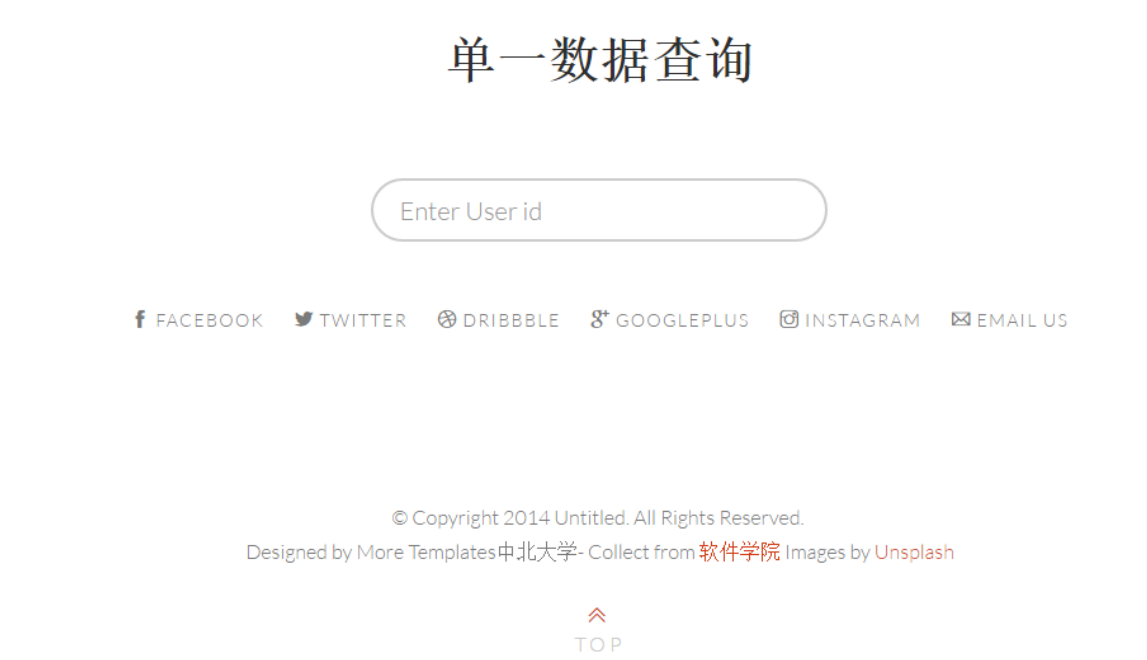 单一数据查询
Enter User id
FACEBOOK TWITTER DRIBBBLE GOOGLEPLUS INSTAGRAM EMAIL US
© Copyright 2014 Untitled. All Rights Reserved.
Designed by More Templates中北大学- Collect from 软件学院 Images by Unsplash
TOP